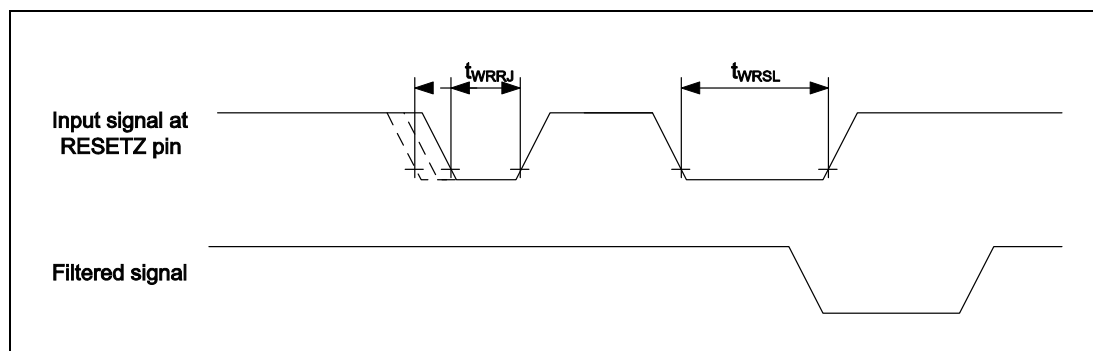 tWRRJ
tWRSL
Input signal at
RESETZ pin
Filtered signal